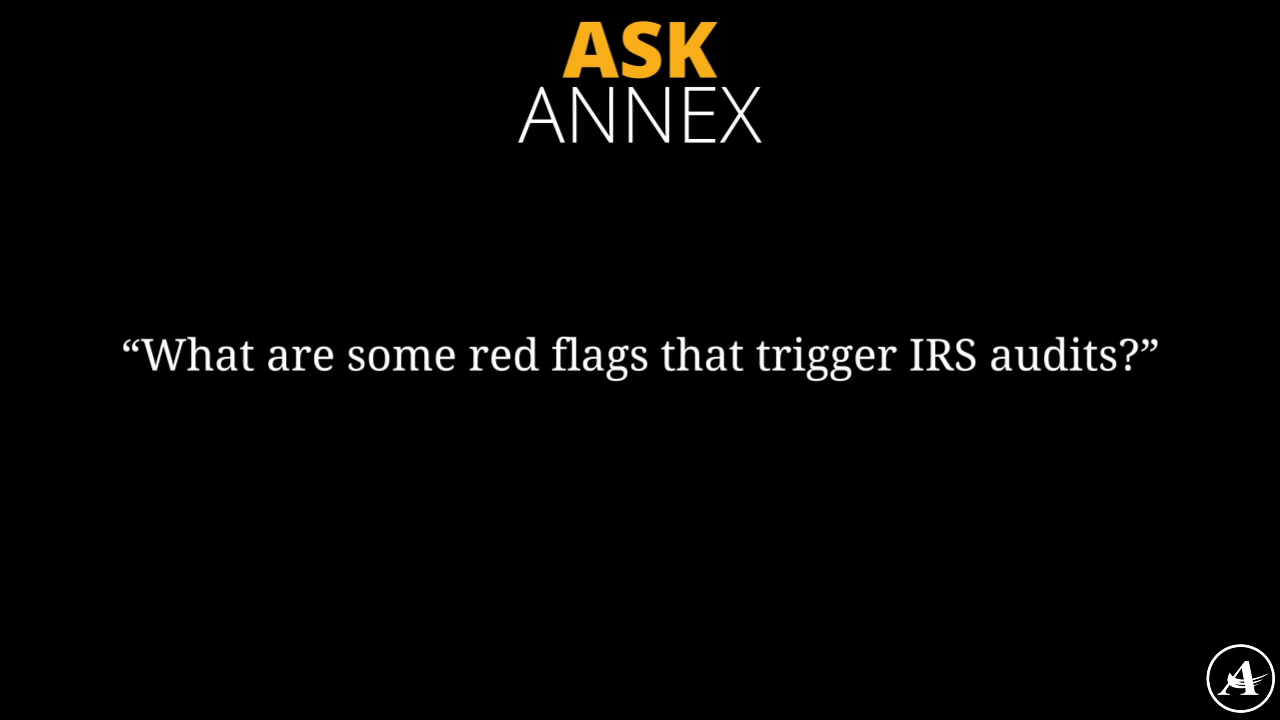 ASK
ANNEX
“What are some red flags that trigger IRS audits?”